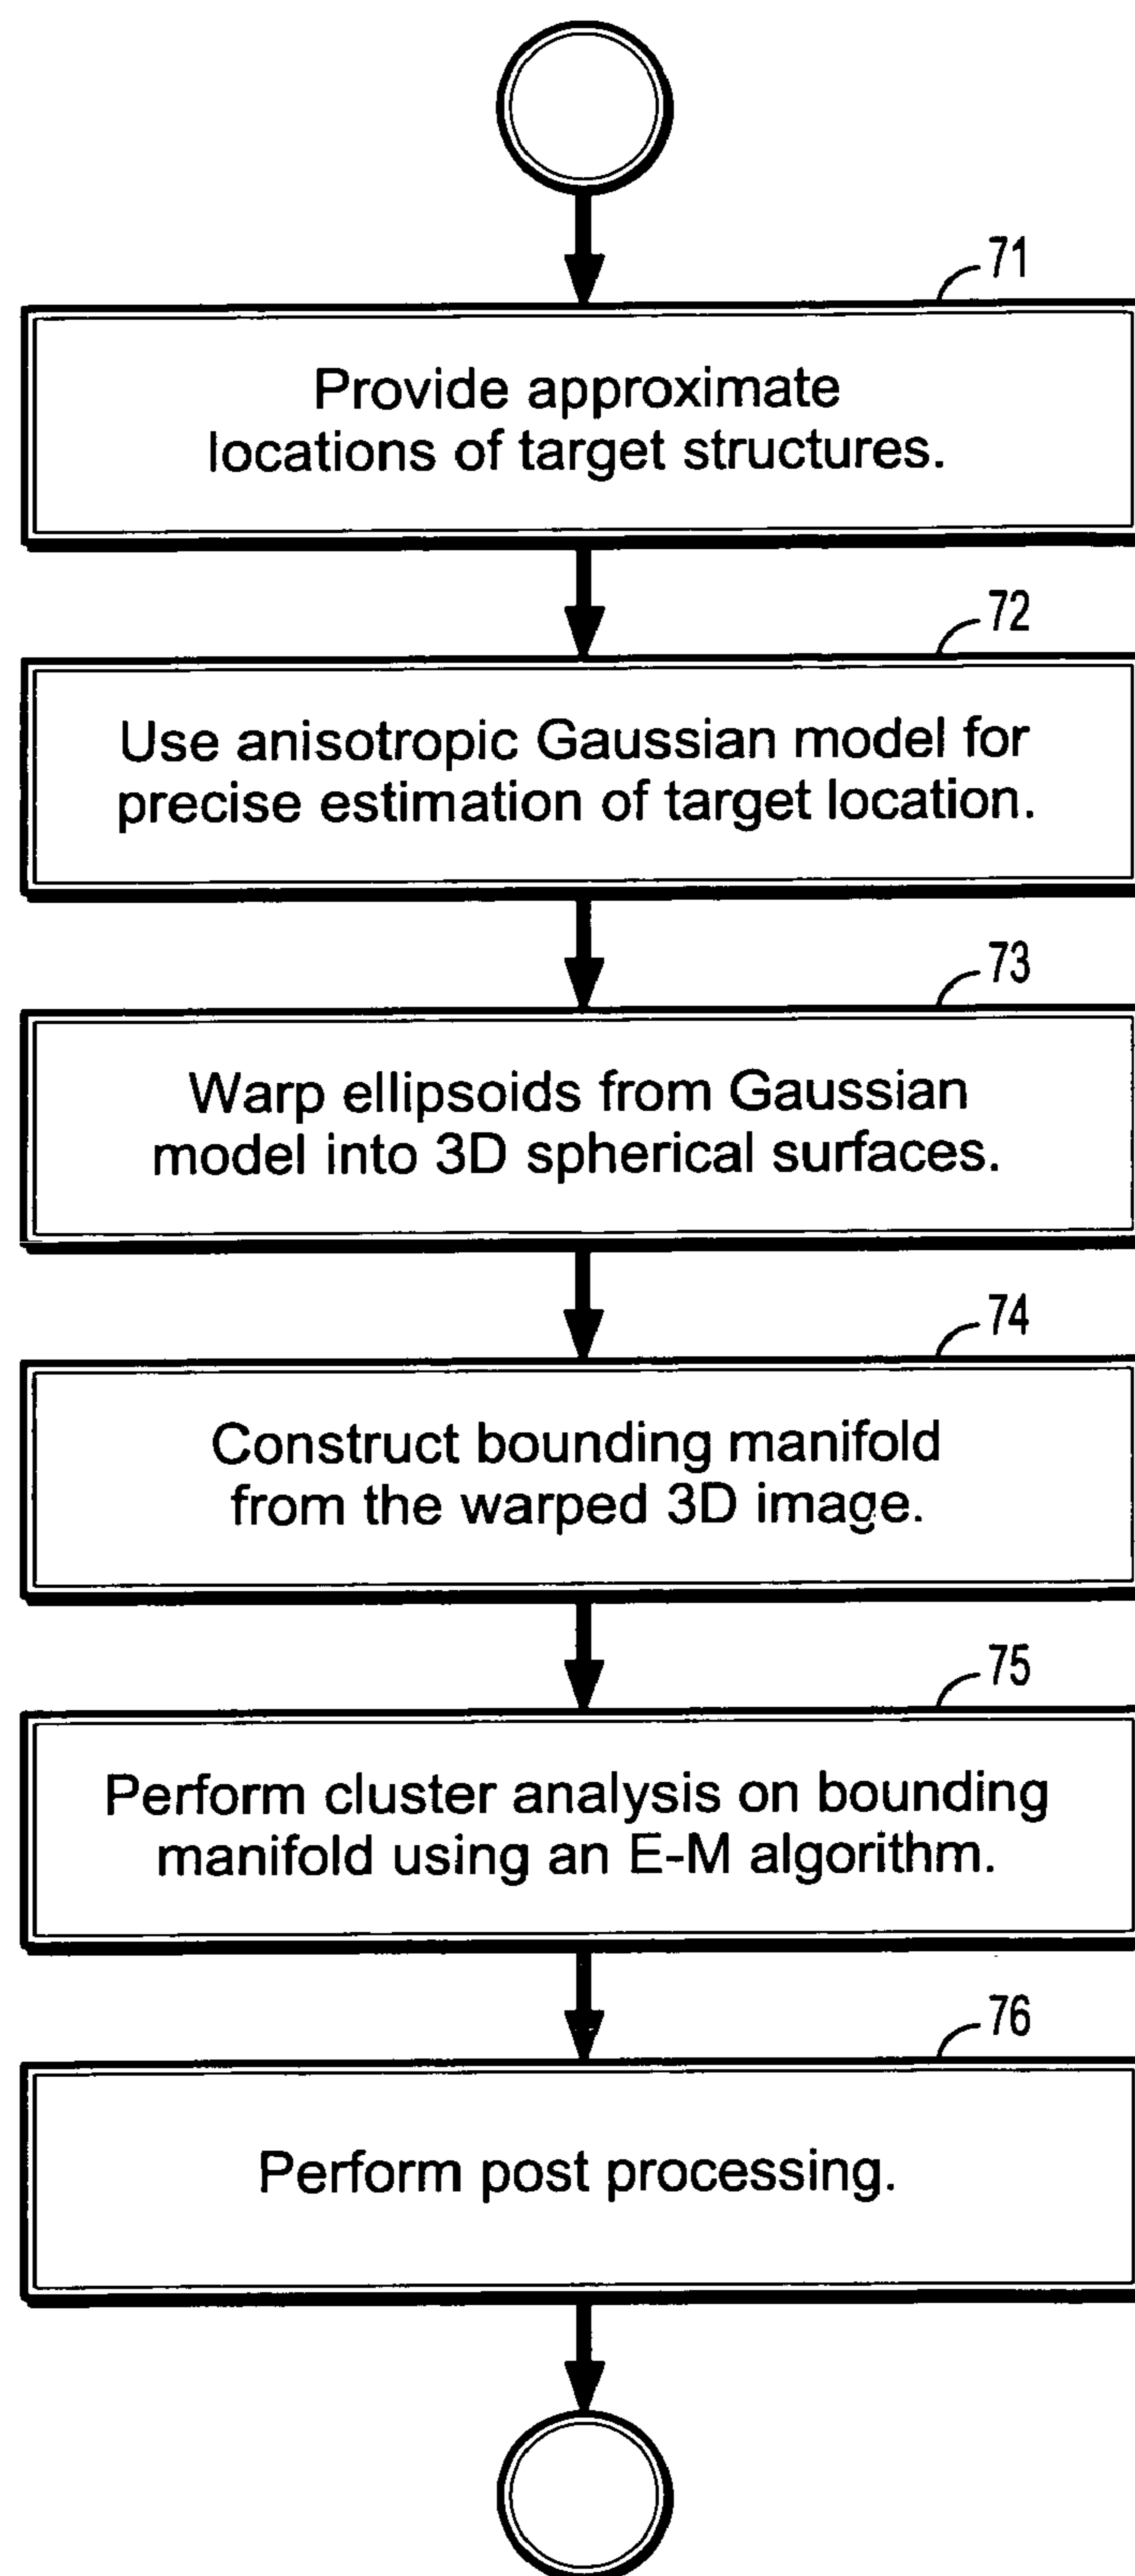 71
Provide approximate
locations of target structures.
72
Use anisotropic Gaussian model for
precise estimation of target location.
73
Warp ellipsoids from Gaussian
model into 3D spherical surfaces.
74
Construct bounding manifold
from the warped 3D image.
75
Perform cluster analysis on bounding
manifold using an E-M algorithm.
76
Perform post processing.